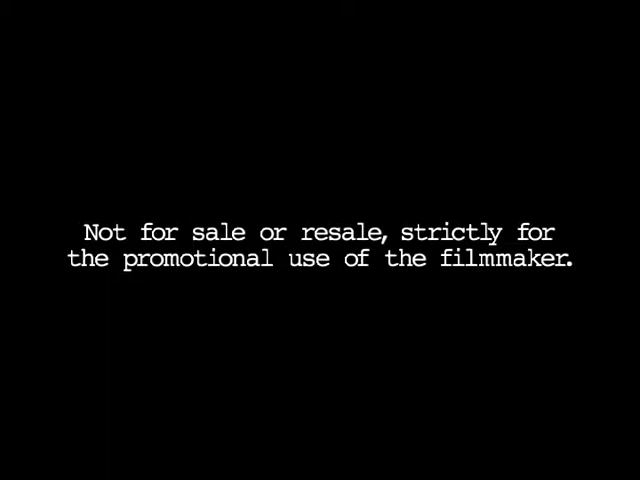 Not for sale or resale, strictly for
the promotional use of the filmmaker.